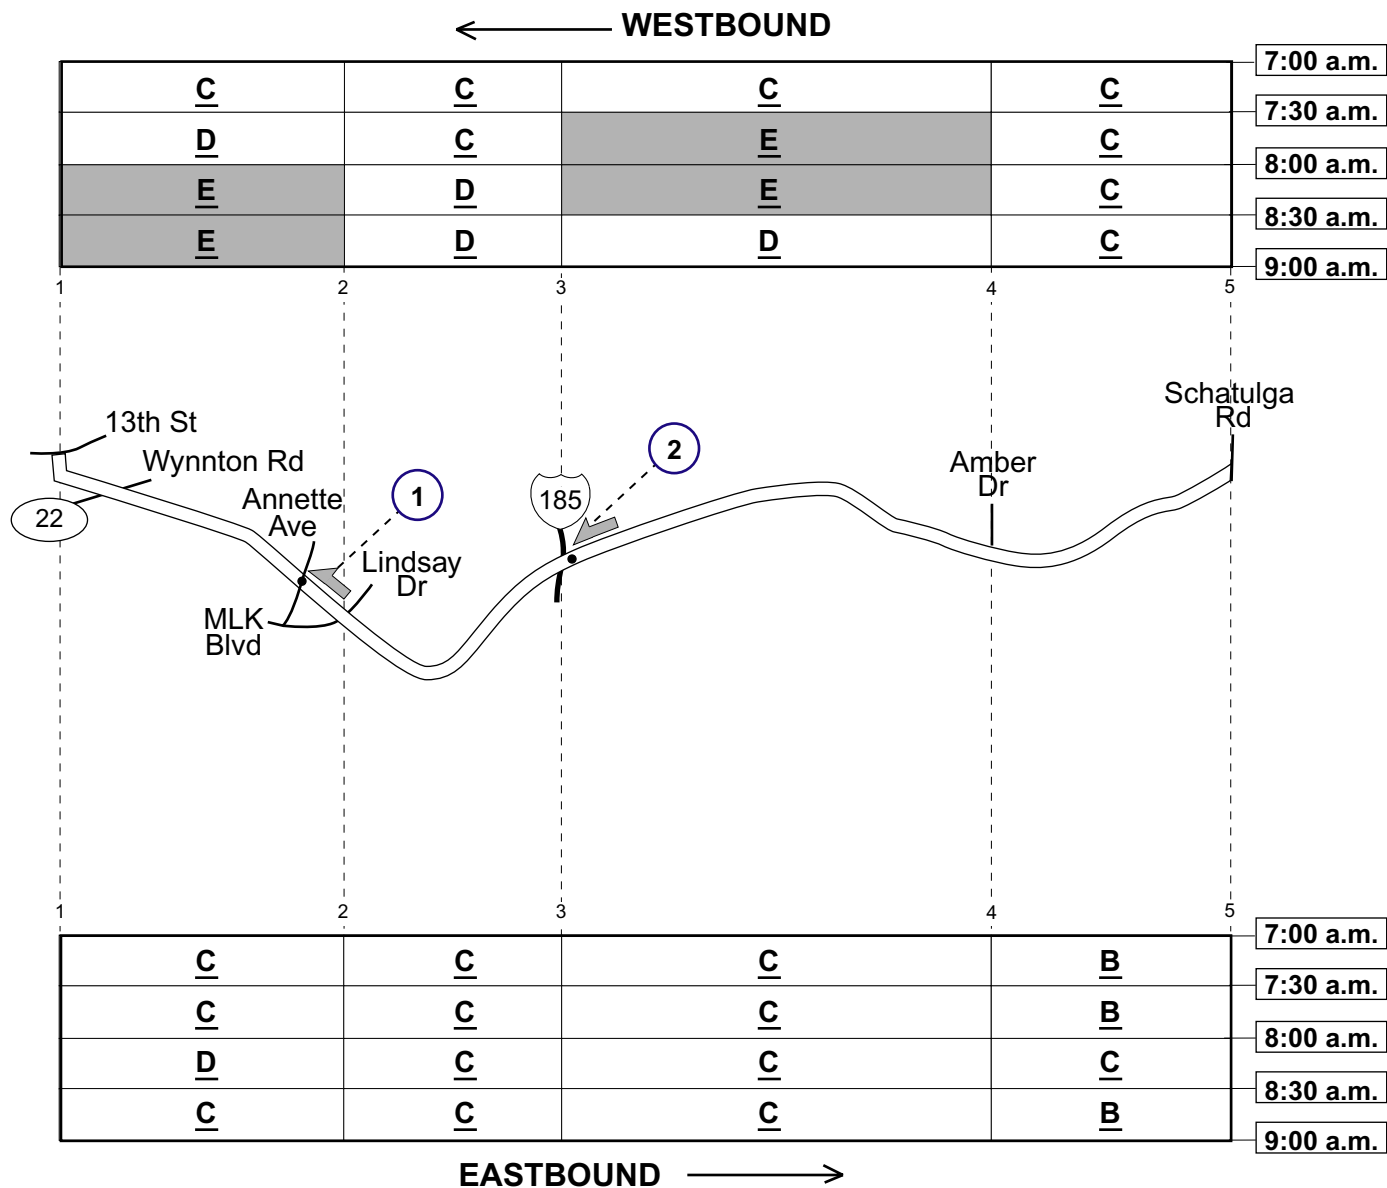 WESTBOUND
7:00 a.m.
C C C C
7:30 a.m.
D C E C
8:00 a.m.
E D E C
8:30 a.m.
E D D C
9:00 a.m.
1 2 3 4 5
Schatulga
Rd
13th St
Wynnton Rd
2
Amber
Dr
Annette
Ave
1
185
22
Lindsay
Dr
MLK
Blvd
1 2 3 4 5
7:00 a.m.
C C C B
7:30 a.m.
C C C B
8:00 a.m.
D C C C
8:30 a.m.
C C C B
9:00 a.m.
EASTBOUND